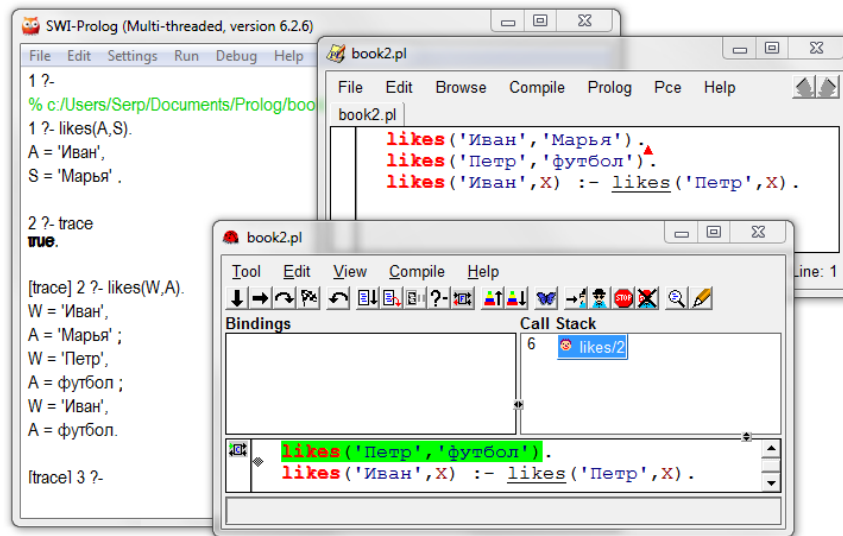 SWI-Prolog (Multi-threaded, version 6.2.6)
File Edit Settings Run Debug Help
1 ?-
% c:/Users/Serp/Documents/Prolog/boo
1 ?- likes(A,S).
A = 'Иван',
S = 'Марья' .
2 ?- trace
true.
[trace] 2 ?- likes(W,A).
W = 'Иван',
A = 'Марья' ;
W = 'Петр',
A = футбол ;
W = 'Иван',
A = футбол.
[trace] 3 ?-
book2.pl
File Edit Browse Compile Prolog Pce Help
book2.pl
likes('Иван','Марья').
likes('Петр','футбол').
likes('Иван',X) :- likes('Петр',X).
Line: 1
book2.pl
Tool Edit View Compile Help
?-
STOP
Bindings
Call Stack
6 likes/2
likes('Петр','футбол').
likes('Иван',X) :- likes('Петр',X).